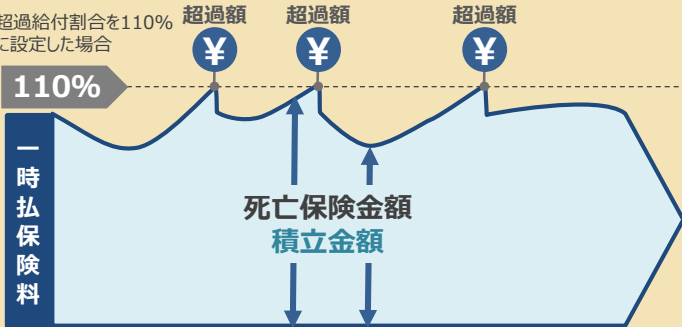 超過給付割合を110%
に設定した場合
超過額
超過額
超過額
¥
¥
¥
110%
一時払保険料
死亡保険金額
積立金額